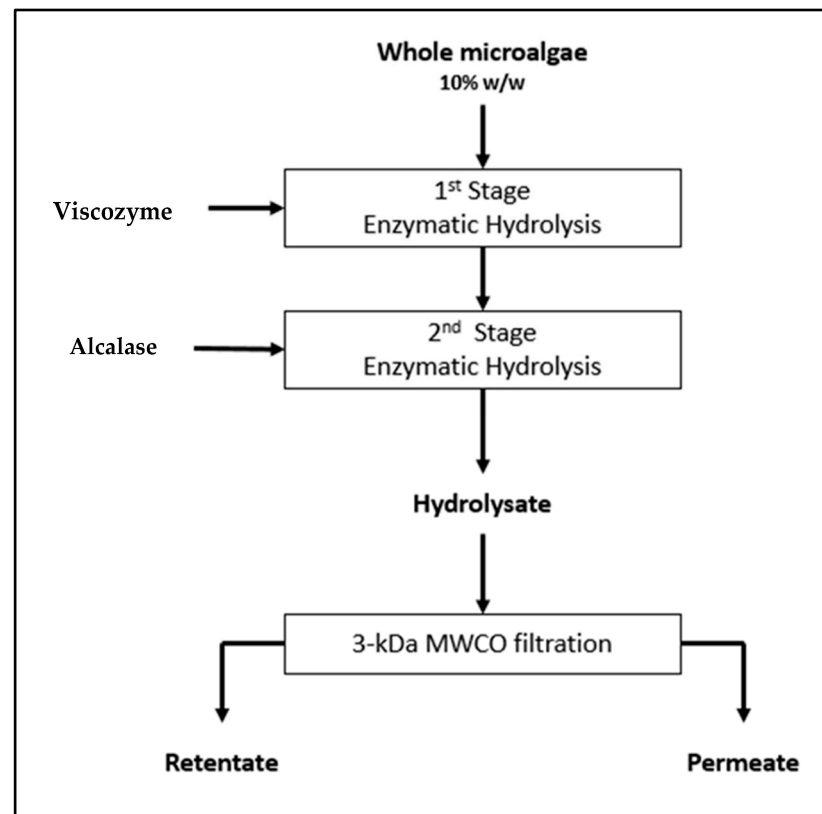 Whole microalgae
10% w/w
1st Stage
Enzymatic Hydrolysis
Viscozyme
2nd Stage
Enzymatic Hydrolysis
Alcalase
Hydrolysate
3-kDa MWCO filtration
Retentate
Permeate